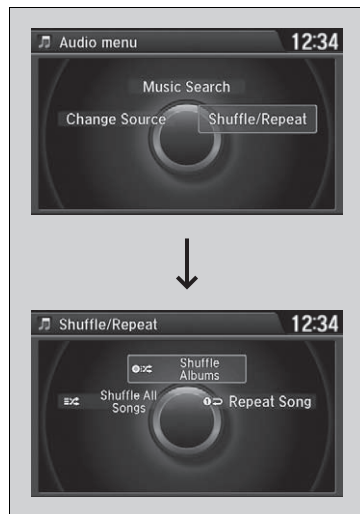 Audio menu 12:34
Music Search
Change Source Shuffle/Repeat
Shuffle/Repeat 12:34
Shuffle
Albums
Shuffle All
Songs
Repeat Song